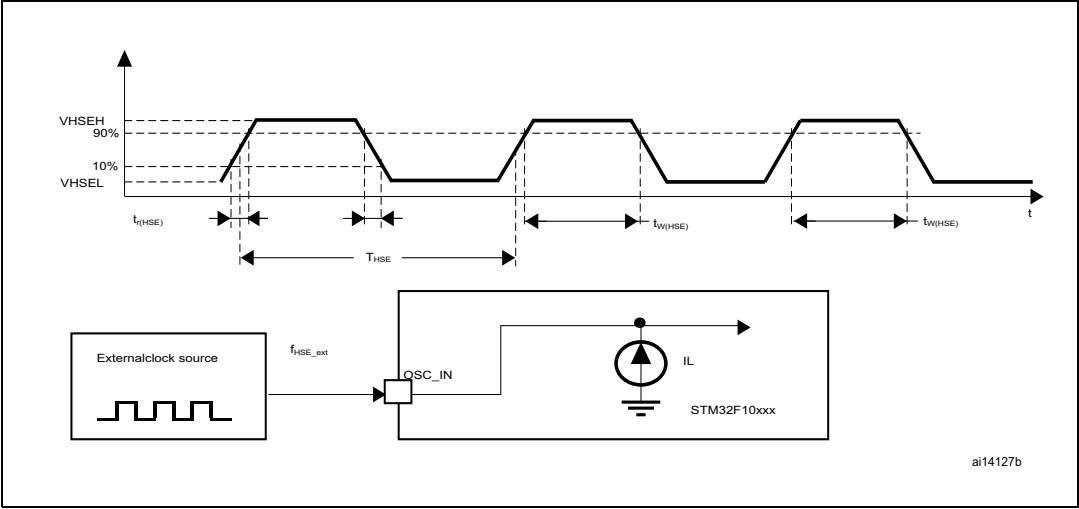 VHSEH
90%
10%
VHSEL
tr(HSE)
tW(HSE)
tW(HSE)
t
THSE
Externalclock source
fHSE_ext
OSC_IN
IL
STM32F10xxx
ai14127b